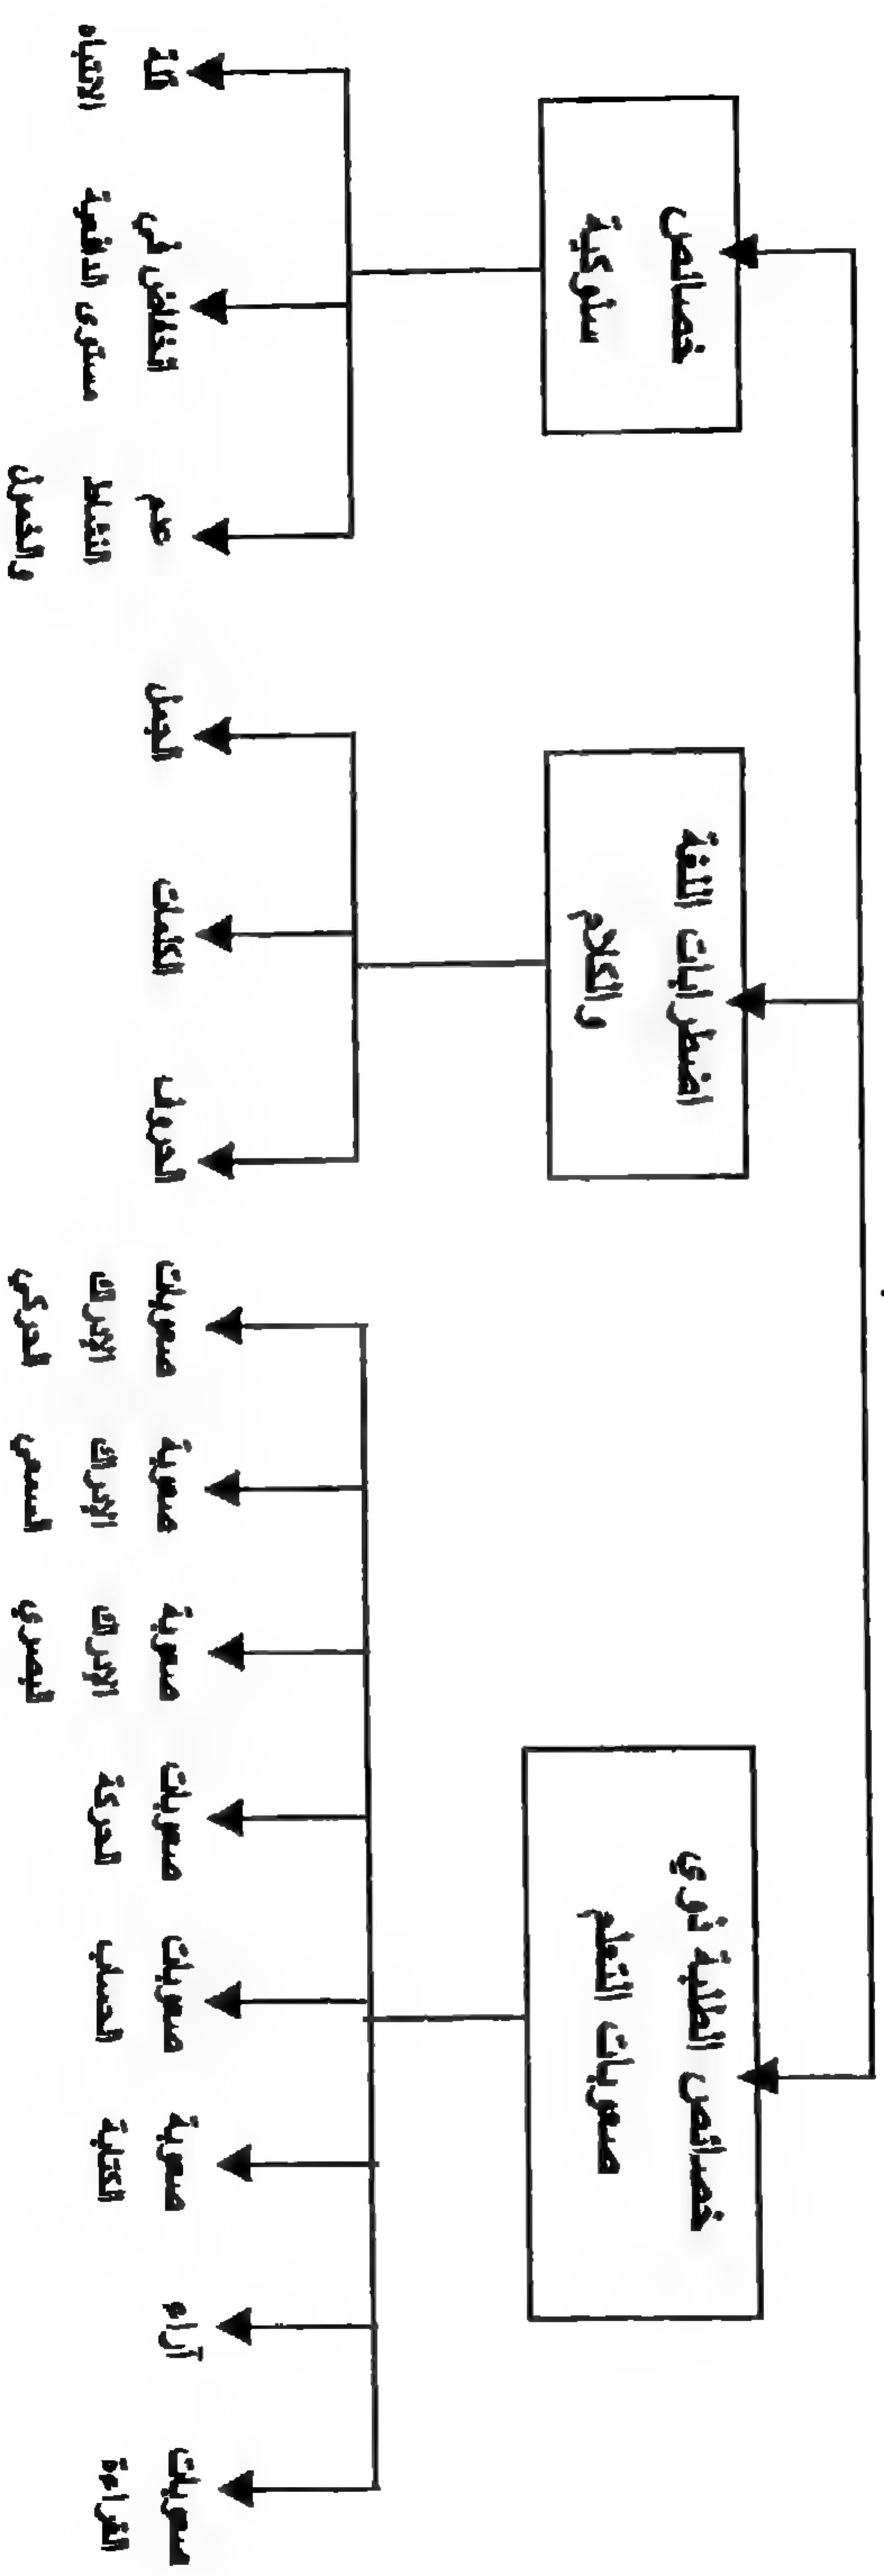 خصائص الطلبة ذوي
صعوبات التعلم
اضطرابات اللغة
والكلام
خصائص
سلوكية
صعوبات
القراءة
آراء
صعوبة
الكتابة
صعوبات
الحساب
صعوبات
الحركة
صعوبة
الإدراك
البصري
صعوبة
الإدراك
السمعي
صعوبات
الإدراك
الحركي
الحروف
الكلمات
الجمل
عدم
النشاط
والخمول
انخفاض في
مستوى الدافعية
قلة
الانتباه